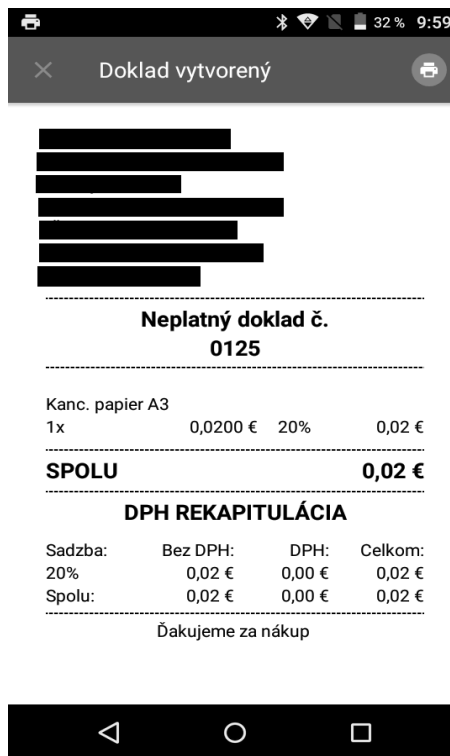 32 % 9:59
Doklad vytvorený
Neplatný doklad č.
0125
Kanc. papier A3
1x 0,0200 € 20% 0,02 €
SPOLU 0,02 €
DPH REKAPITULÁCIA
Sadzba: Bez DPH: DPH: Celkom:
20% 0,02 € 0,00 € 0,02 €
Spolu: 0,02 € 0,00 € 0,02 €
Ďakujeme za nákup